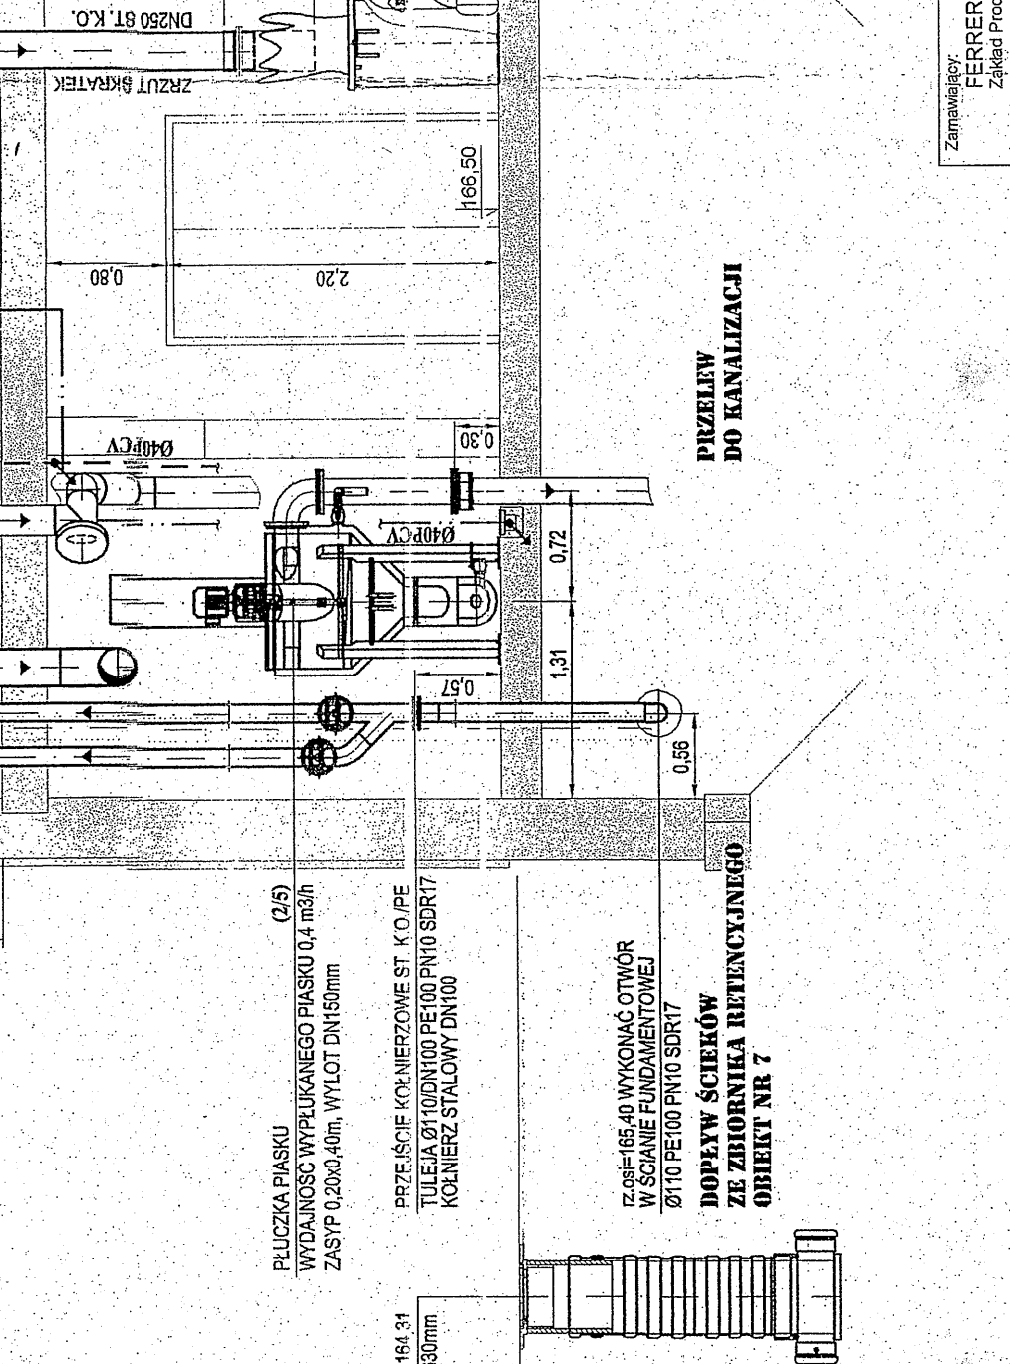 DN250 ST. K.O.
ZRZUT SKRATEK
Zamawiający:
FERRER
Zakład Proc
166,50
0,80
2,20
PRZELEW
DO KANALIZACJI
Ø40PCV
0,30
Ø40PCV
0,72
1,31
0,57
0,56
PŁUCZKA PIASKU (2/5)
WYDAJNOŚĆ WYPŁUKANEGO PIASKU 0,4 m3/h
ZASYP 0,20x0,40m, WYLOT DN150mm
PRZEJŚCIE KOŁNIERZOWE ST. K.O./PE
TULEJA Ø110/DN100 PE100 PN10 SDR17
KOŁNIERZ STALOWY DN100
rz.osi=165,40 WYKONAĆ OTWÓR
W ŚCIANIE FUNDAMENTOWEJ
Ø110 PE100 PN10 SDR17
DOPŁYW ŚCIEKÓW
ZE ZBIORNIKA RETENCYJNEGO
OBIEKT NR 7
164,31
30mm